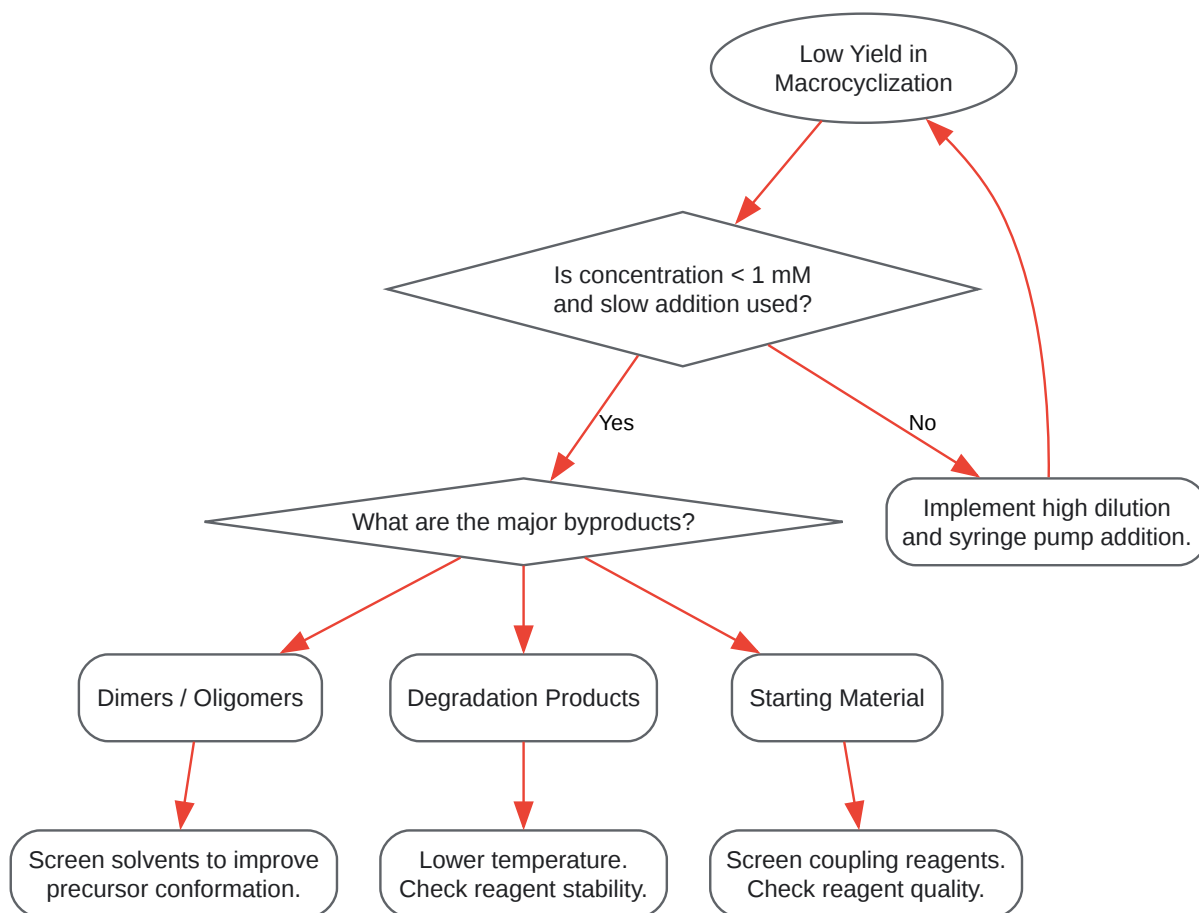 Low Yield in
Macrocyclization
Is concentration < 1 mM
and slow addition used?
Yes
No
What are the major byproducts?
Implement high dilution
and syringe pump addition.
Dimers / Oligomers
Degradation Products
Starting Material
Screen solvents to improve
precursor conformation.
Lower temperature.
Check reagent stability.
Screen coupling reagents.
Check reagent quality.